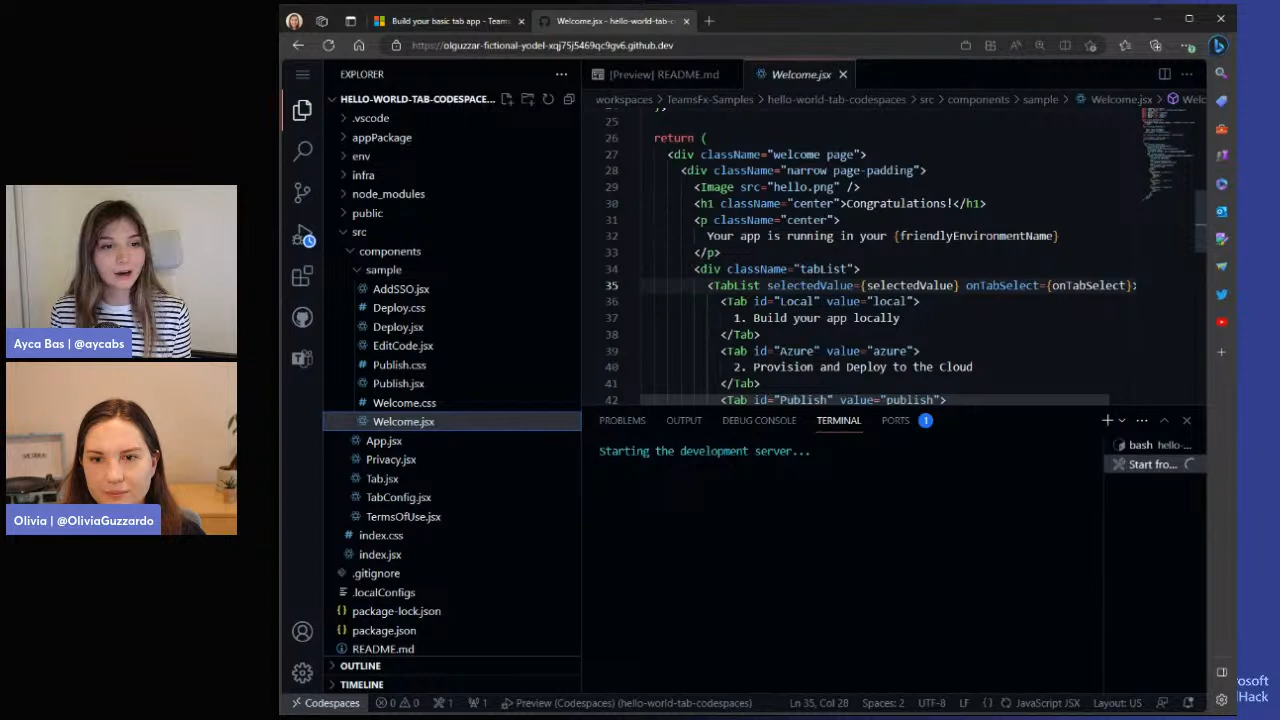 Build your basic tab app - Teams
Welcome.jsx - hello-world-tab-c
https://olguzzar-fictional-yodel-xqj75j5469qc9gv6.github.dev
EXPLORER
[Preview] README.md
Welcome.jsx
HELLO-WORLD-TAB-CODESPACE...
workspaces > TeamsFx-Samples > hello-world-tab-codespaces > src > components > sample > Welcome.jsx > Welc
.vscode
appPackage
env
infra
node_modules
public
src
components
sample
AddSSO.jsx
Deploy.css
Deploy.jsx
EditCode.jsx
Publish.css
Publish.jsx
Welcome.css
Welcome.jsx
App.jsx
Privacy.jsx
Tab.jsx
TabConfig.jsx
TermsOfUse.jsx
index.css
index.jsx
.gitignore
.localConfigs
package-lock.json
package.json
README.md
OUTLINE
TIMELINE
25
26 return (
27 <div className="welcome page">
28 <div className="narrow page-padding">
29 <Image src="hello.png" />
30 <h1 className="center">Congratulations!</h1>
31 <p className="center">
32 Your app is running in your {friendlyEnvironmentName}
33 </p>
34 <div className="tabList">
35 <TabList selectedValue={selectedValue} onTabSelect={onTabSelect}>
36 <Tab id="Local" value="local">
37 1. Build your app locally
38 </Tab>
39 <Tab id="Azure" value="azure">
40 2. Provision and Deploy to the Cloud
41 </Tab>
42 <Tab id="Publish" value="publish">
PROBLEMS OUTPUT DEBUG CONSOLE TERMINAL PORTS 1
Starting the development server...
bash hello-...
Start fro...
Codespaces 0 0 1 1 Preview (Codespaces) (hello-world-tab-codespaces) Ln 35, Col 28 Spaces: 2 UTF-8 LF {} JavaScript JSX Layout: US
Ayca Bas | @aycabs
Olivia | @OliviaGuzzardo
rosoft
Hack